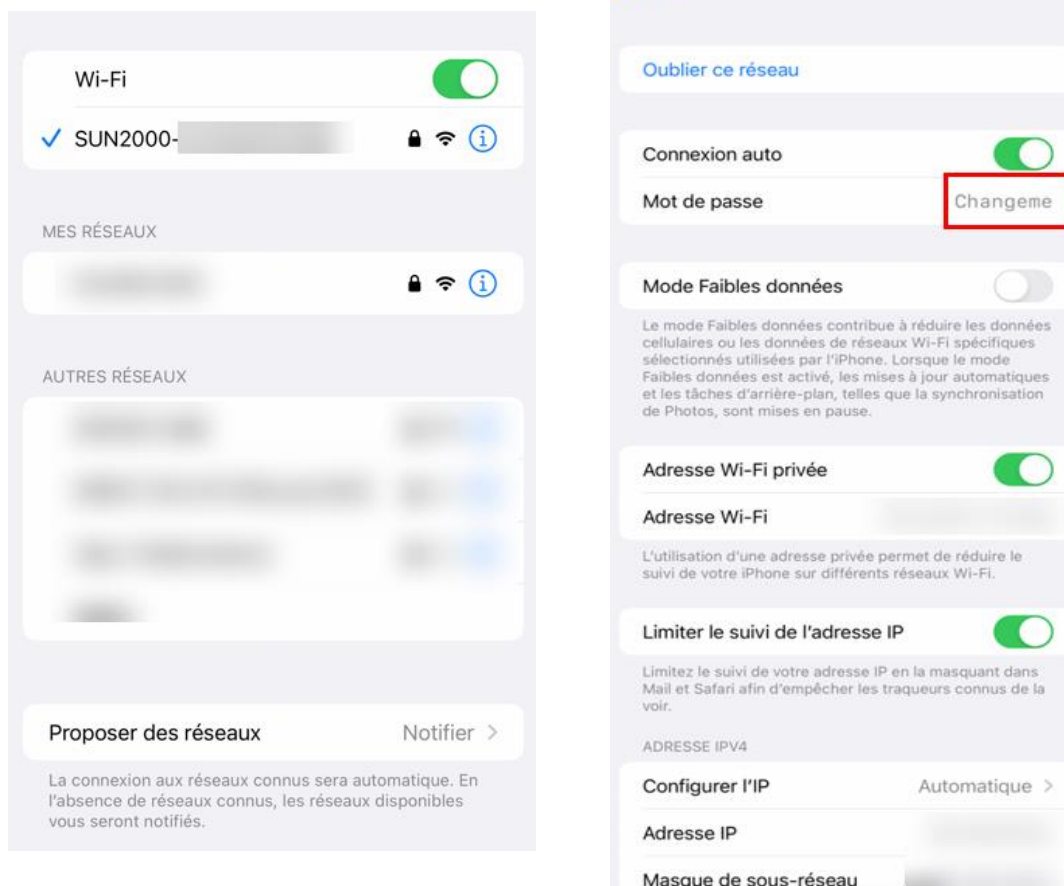 Wi-Fi
SUN2000-
MES RÉSEAUX
AUTRES RÉSEAUX
Proposer des réseaux Notifier >
La connexion aux réseaux connus sera automatique. En
l'absence de réseaux connus, les réseaux disponibles
vous seront notifiés.
Oublier ce réseau
Connexion auto
Mot de passe Changeme
Mode Faibles données
Le mode Faibles données contribue à réduire les données
cellulaires ou les données de réseaux Wi-Fi spécifiques
sélectionnés utilisées par l'iPhone. Lorsque le mode
Faibles données est activé, les mises à jour automatiques
et les tâches d'arrière-plan, telles que la synchronisation
de Photos, sont mises en pause.
Adresse Wi-Fi privée
Adresse Wi-Fi
L'utilisation d'une adresse privée permet de réduire le
suivi de votre iPhone sur différents réseaux Wi-Fi.
Limiter le suivi de l'adresse IP
Limitez le suivi de votre adresse IP en la masquant dans
Mail et Safari afin d'empêcher les traqueurs connus de la
voir.
ADRESSE IPV4
Configurer l'IP Automatique >
Adresse IP
Masque de sous-réseau